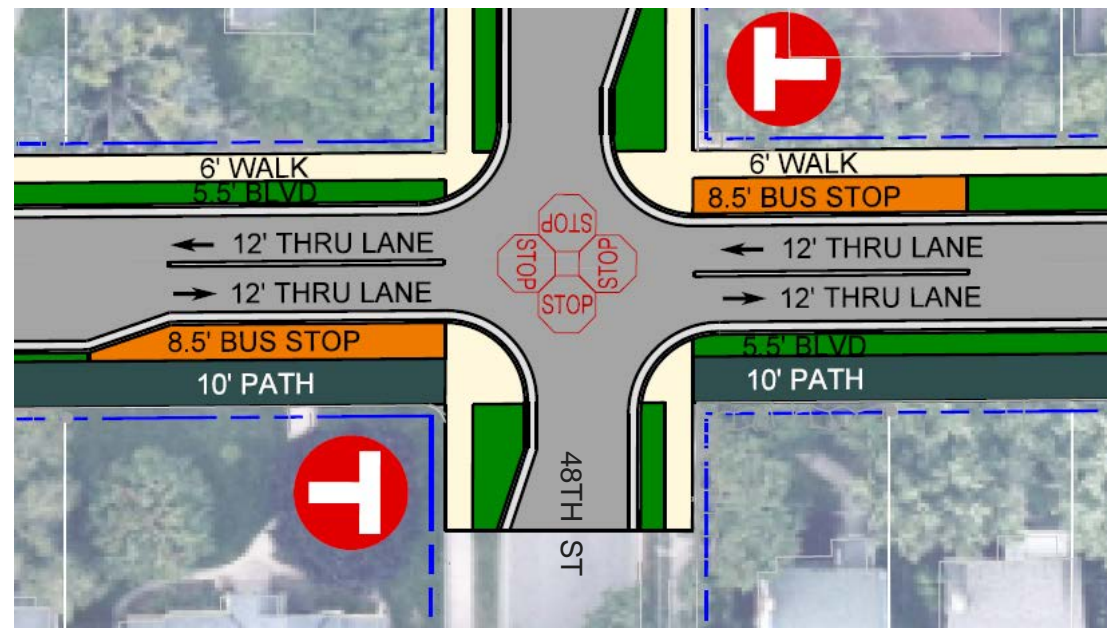 T
6' WALK
5.5' BLVD
6' WALK
8.5' BUS STOP
STOP
STOP
STOP
STOP
12' THRU LANE
12' THRU LANE
12' THRU LANE
12' THRU LANE
8.5' BUS STOP
5.5' BLVD
10' PATH
10' PATH
T
48TH ST